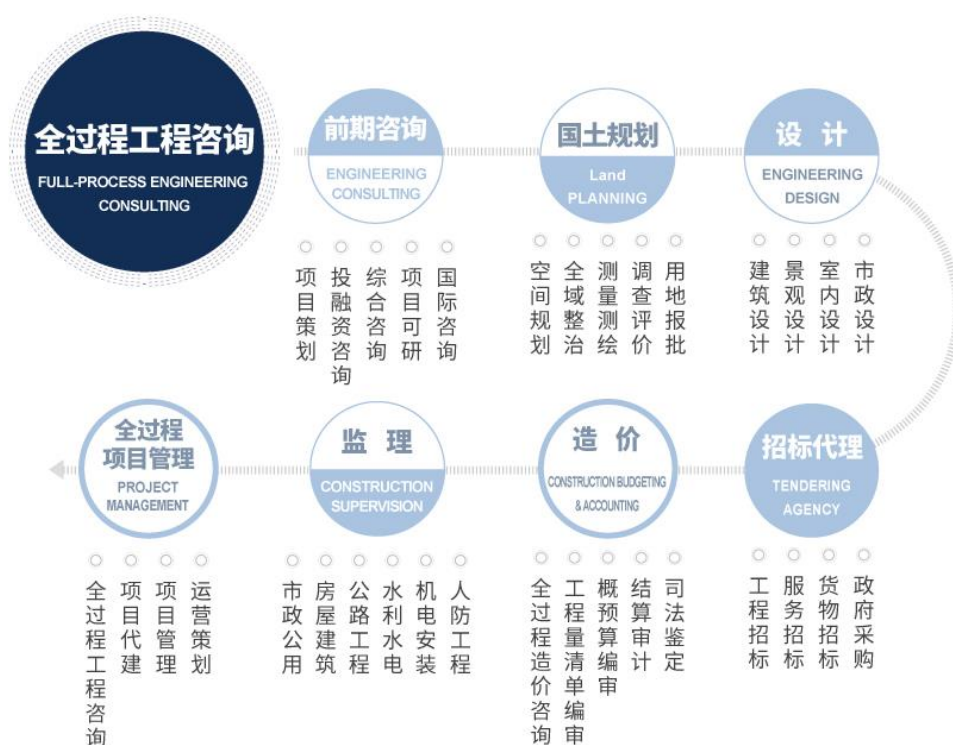 全过程工程咨询
FULL-PROCESS ENGINEERING
CONSULTING
前期咨询
ENGINEERING
CONSULTING
项目策划
投融资咨询
综合咨询
项目可研
国际咨询
国土规划
Land
PLANNING
空间规划
全域整治
测量测绘
调查评价
用地报批
设 计
ENGINEERING
DESIGN
建筑设计
景观设计
室内设计
市政设计
招标代理
TENDERING
AGENCY
工程招标
服务招标
货物招标
政府采购
造 价
CONSTRUCTION BUDGETING
& ACCOUNTING
全过程造价咨询
工程量清单编审
概预算编审
结算审计
司法鉴定
监 理
CONSTRUCTION
SUPERVISION
市政公用
房屋建筑
公路工程
水利水电
机电安装
人防工程
全过程
项目管理
PROJECT
MANAGEMENT
全过程工程咨询
项目代建
项目管理
运营策划